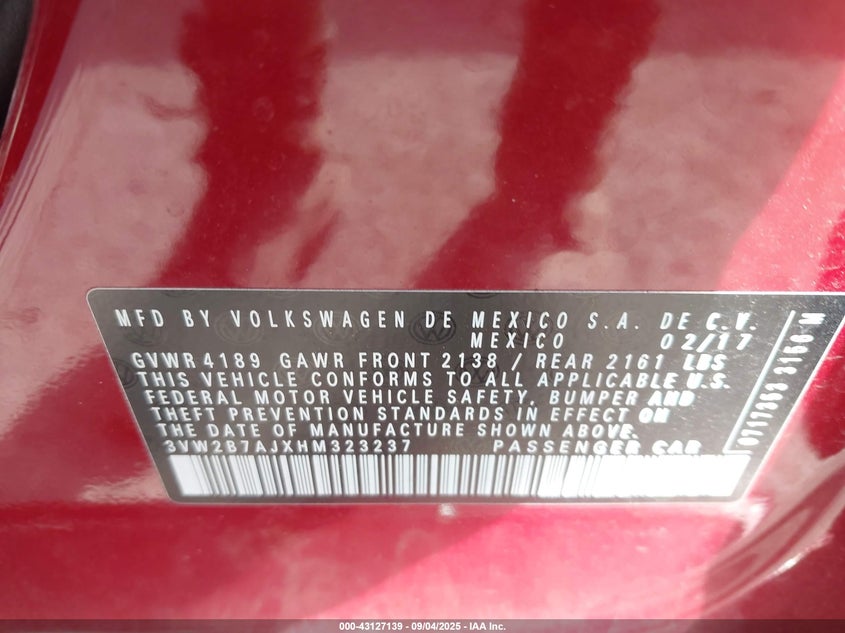 MFD BY VOLKSWAGEN DE MEXICO S.A. DE C.V.
MEXICO 02/17
GVWR 4189 GAWR FRONT 2138 / REAR 2161 LBS
THIS VEHICLE CONFORMS TO ALL APPLICABLE U.S.
FEDERAL MOTOR VEHICLE SAFETY, BUMPER AND
THEFT PREVENTION STANDARDS IN EFFECT ON
THE DATE OF MANUFACTURE SHOWN ABOVE.
3VW2B7AJXHM323237 PASSENGER CAR
000-43127139 - 09/04/2025 - IAA Inc.